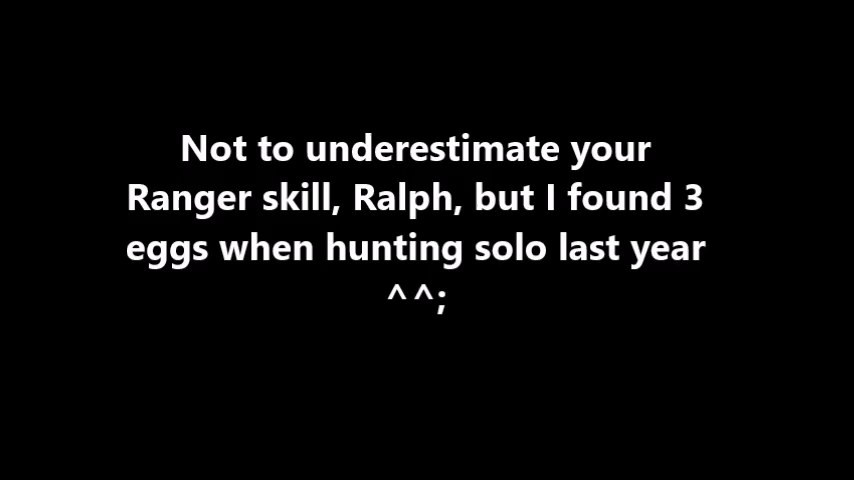 Not to underestimate your
Ranger skill, Ralph, but I found 3
eggs when hunting solo last year
^^;